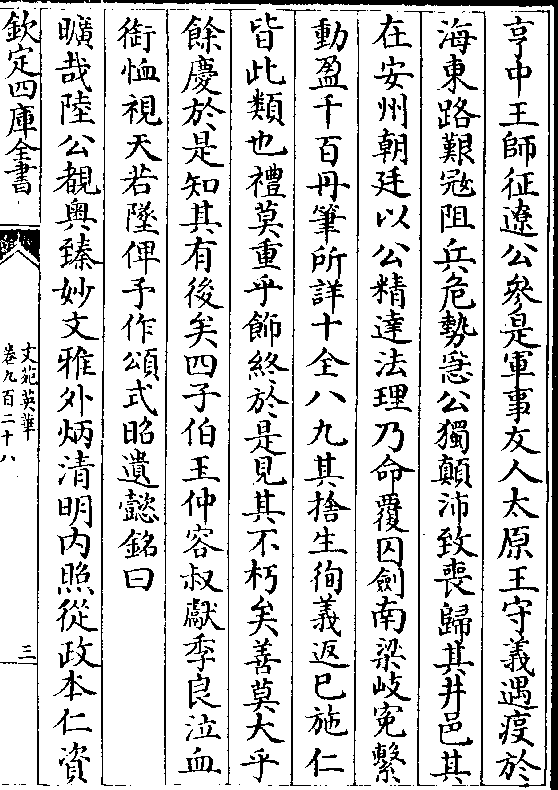 亨中王師征遼公參是軍事友人太原王守義遇疫於
海東路艱寇阻兵危勢慼公獨顛沛致喪歸其井邑其
在安州朝廷以公精達法理乃命覆囚劍南梁岐寃繫
動盈千百丹筆所詳十全八九其捨生徇義返已施仁
皆此類也禮莫重乎飾終於是見其不朽矣善莫大乎
餘慶於是知其有後矣四子伯玉仲容叔獻季良泣血
銜恤視天若墜俾予作頌式昭遺懿銘曰
曠哉陸公覩奧臻妙文雅外炳清明内照從政本仁資
欽定四庫全書
文苑英華
卷九百二十八
三